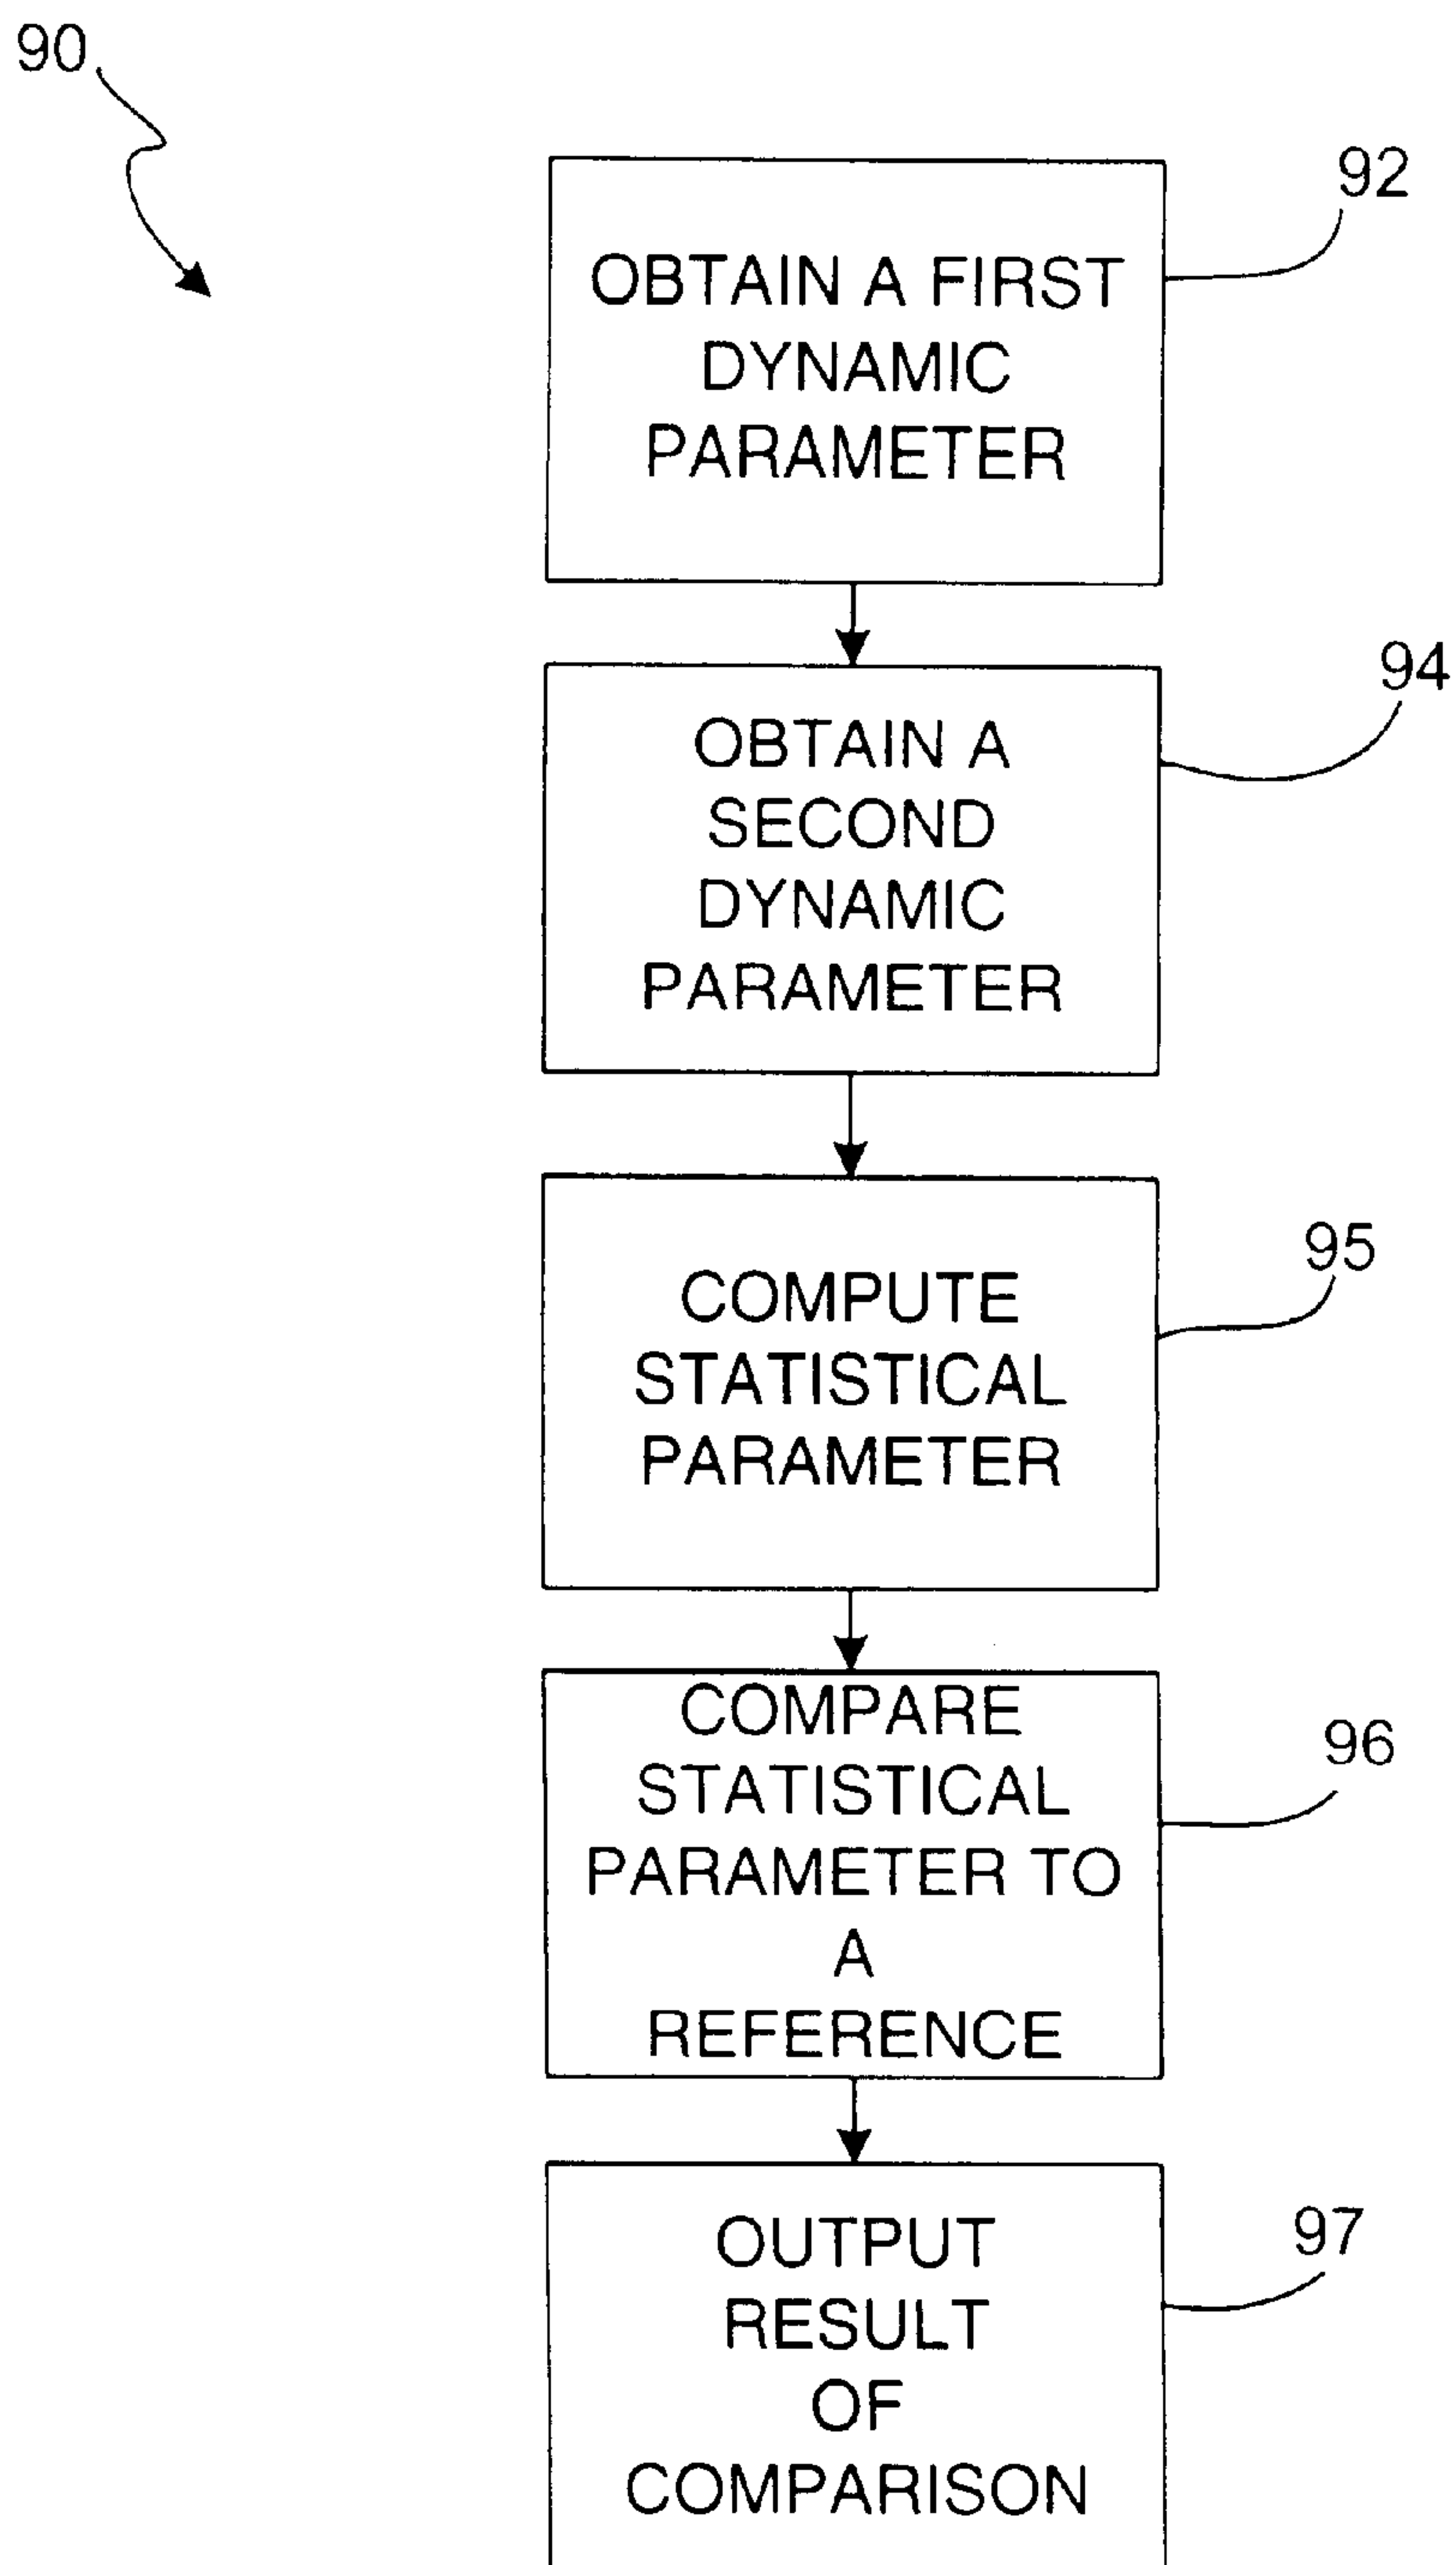 90
92
OBTAIN A FIRST
DYNAMIC
PARAMETER
94
OBTAIN A
SECOND
DYNAMIC
PARAMETER
95
COMPUTE
STATISTICAL
PARAMETER
96
COMPARE
STATISTICAL
PARAMETER TO
A
REFERENCE
97
OUTPUT
RESULT
OF
COMPARISON